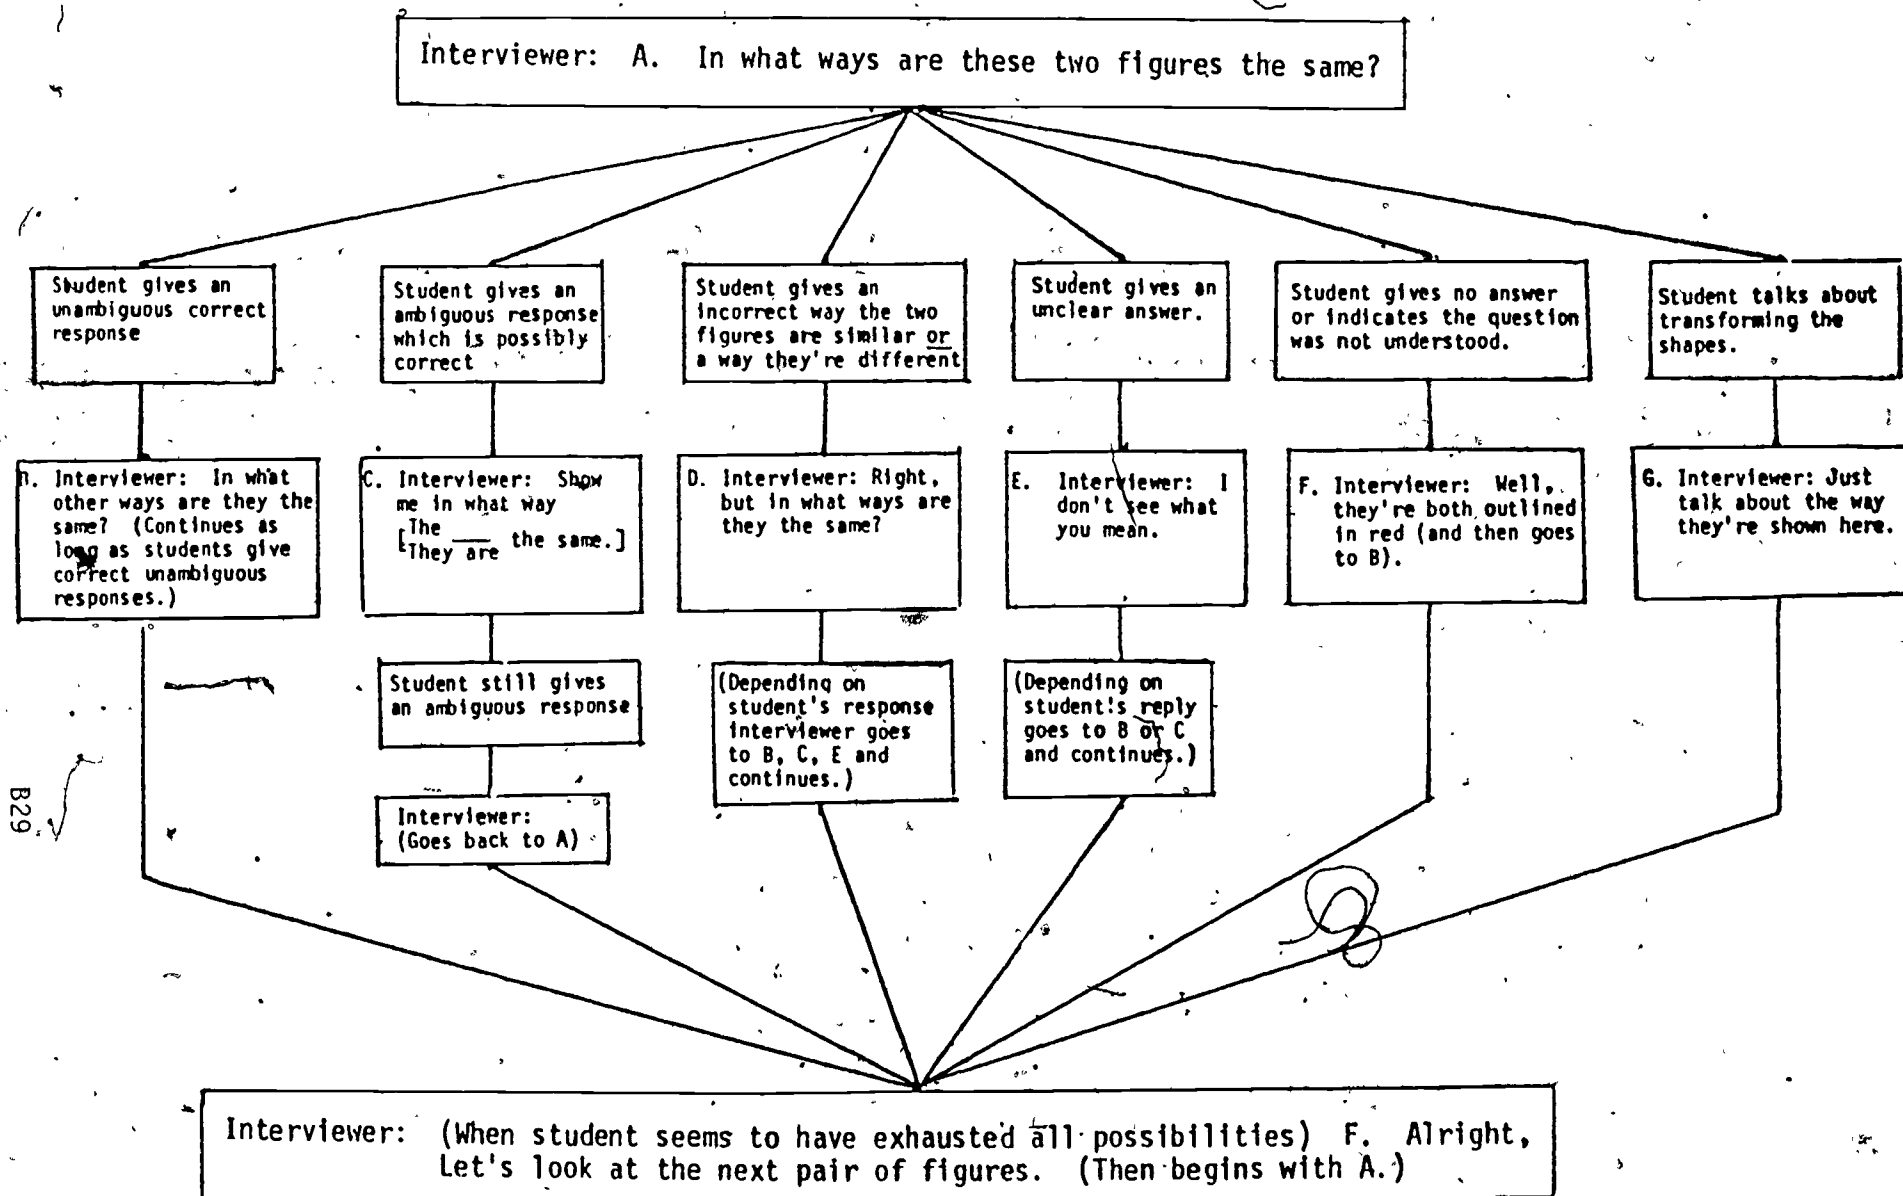 Interviewer: A. In what ways are these two figures the same?
Student gives an
unambiguous correct
response
Student gives an
ambiguous response
which is possibly
correct
Student gives an
incorrect way the two
figures are similar or
a way they're different
Student gives an
unclear answer.
Student gives no answer
or indicates the question
was not understood.
Student talks about
transforming the
shapes.
B. Interviewer: In what
other ways are they the
same? (Continues as
long as students give
correct unambiguous
responses.)
C. Interviewer: Show
me in what way
[The ___ the same.]
They are
D. Interviewer: Right,
but in what ways are
they the same?
E. Interviewer: I
don't see what
you mean.
F. Interviewer: Well,
they're both outlined
in red (and then goes
to B).
G. Interviewer: Just
talk about the way
they're shown here.
Student still gives
an ambiguous response
(Depending on
student's response
interviewer goes
to B, C, E and
continues.)
(Depending on
student's reply
goes to B or C
and continues.)
Interviewer:
(Goes back to A)
B29
Interviewer: (When student seems to have exhausted all possibilities) F. Alright,
Let's look at the next pair of figures. (Then begins with A.)